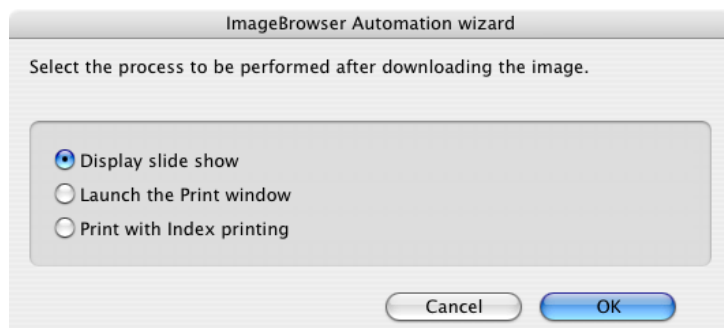 ImageBrowser Automation wizard
Select the process to be performed after downloading the image.
Display slide show
Launch the Print window
Print with Index printing
Cancel OK